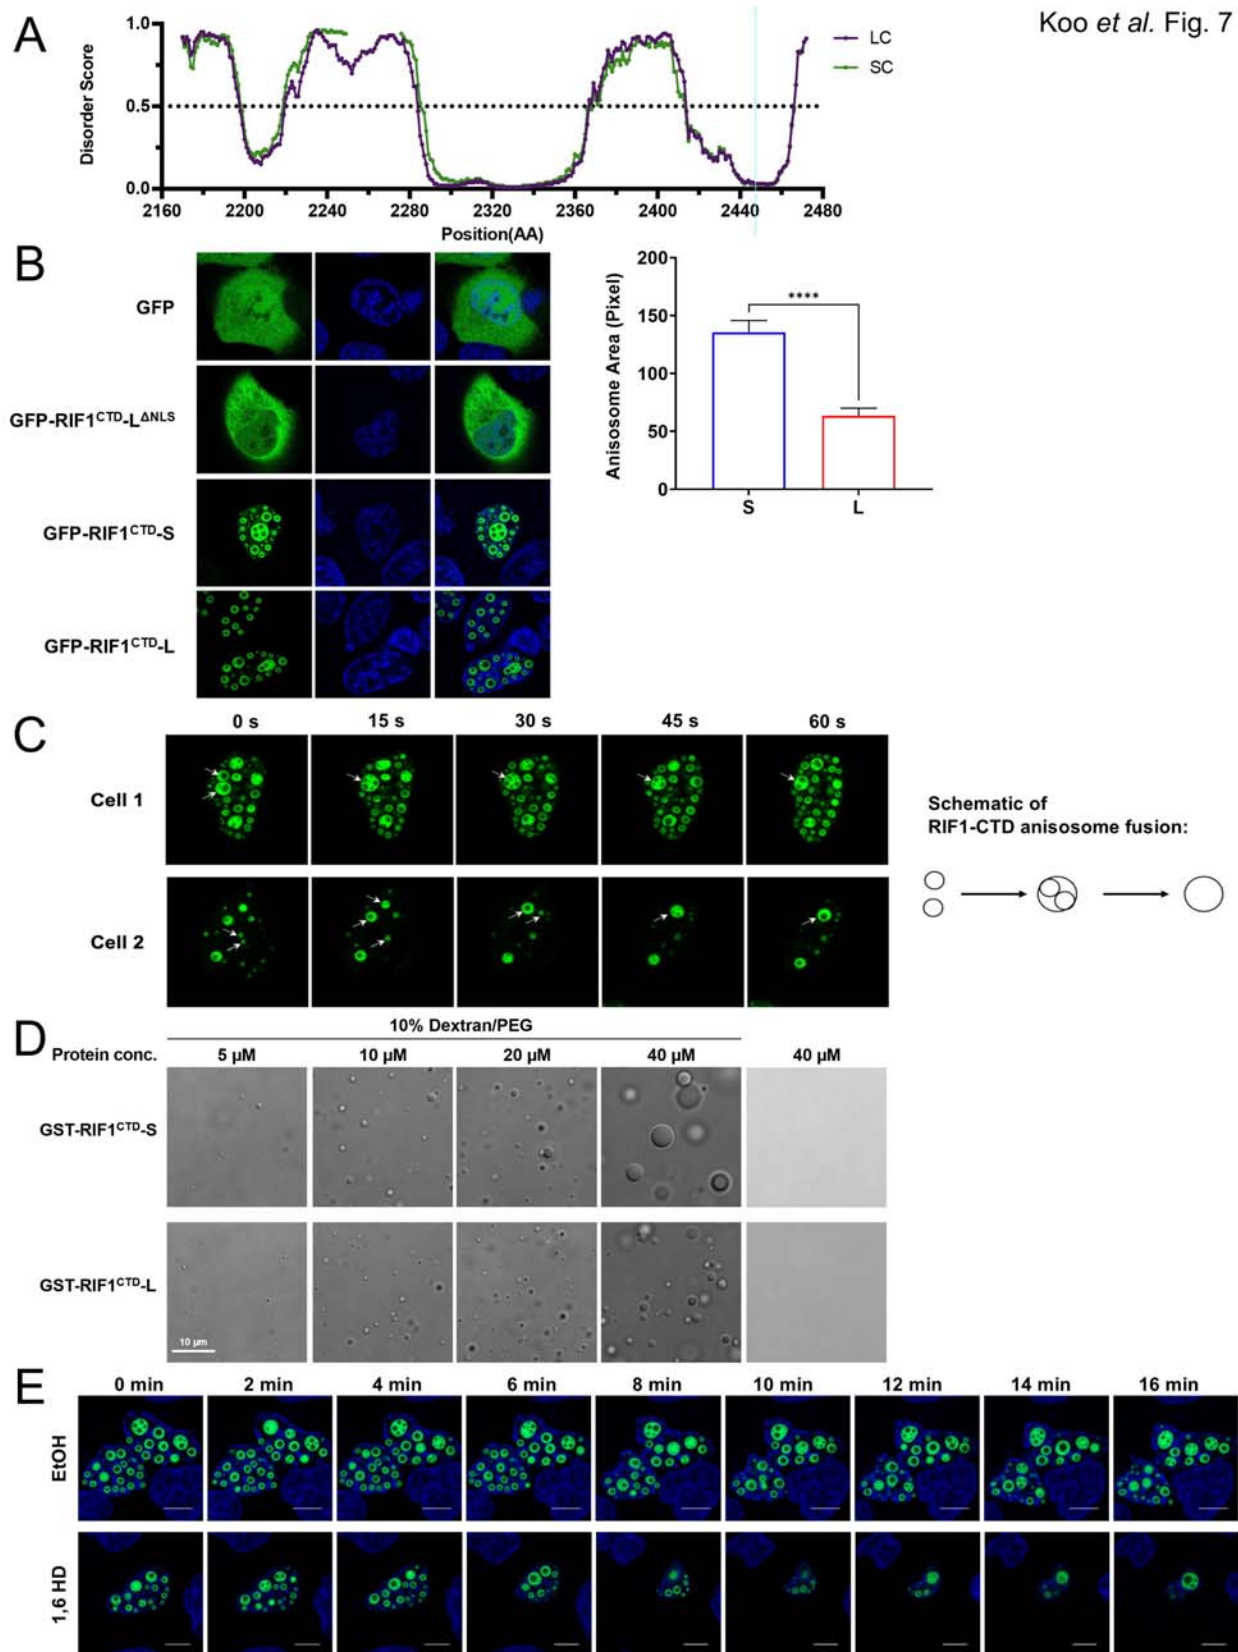 Koo et al. Fig. 7
A
1.0
0.5
0.0
Disorder Score
LC
SC
2160 2200 2240 2280 2320 2360 2400 2440 2480
Position(AA)
B
GFP
GFP-RIF1CTD-LΔNLS
GFP-RIF1CTD-S
GFP-RIF1CTD-L
200
150
100
50
0
Anisosome Area (Pixel)
****
S L
C
0 s 15 s 30 s 45 s 60 s
Cell 1
Cell 2
Schematic of
RIF1-CTD anisosome fusion:
D
10% Dextran/PEG
Protein conc. 5 µM 10 µM 20 µM 40 µM 40 µM
GST-RIF1CTD-S
GST-RIF1CTD-L
10 µm
E
0 min 2 min 4 min 6 min 8 min 10 min 12 min 14 min 16 min
EtOH
1,6 HD